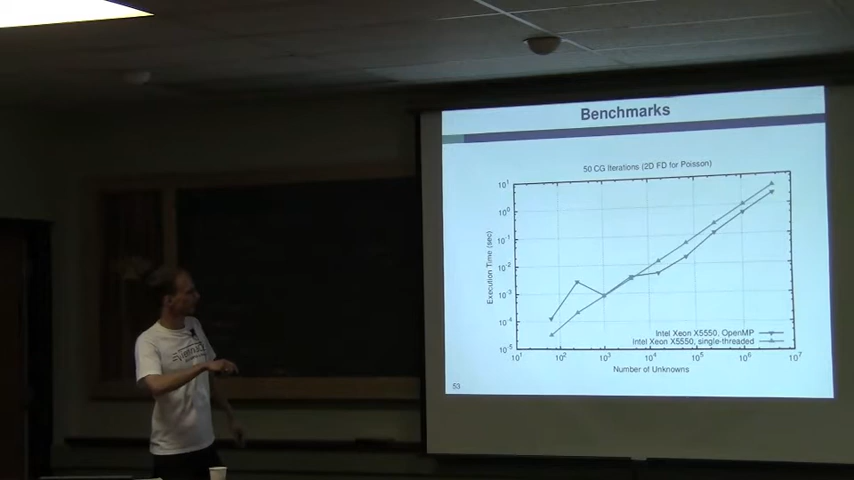 Benchmarks
50 CG Iterations (2D FD for Poisson)
10^1
10^0
10^-1
10^-2
10^-3
10^-4
10^-5
Execution Time (sec)
Intel Xeon X5550, OpenMP
Intel Xeon X5550, single-threaded
10^1 10^2 10^3 10^4 10^5 10^6 10^7
Number of Unknowns
53